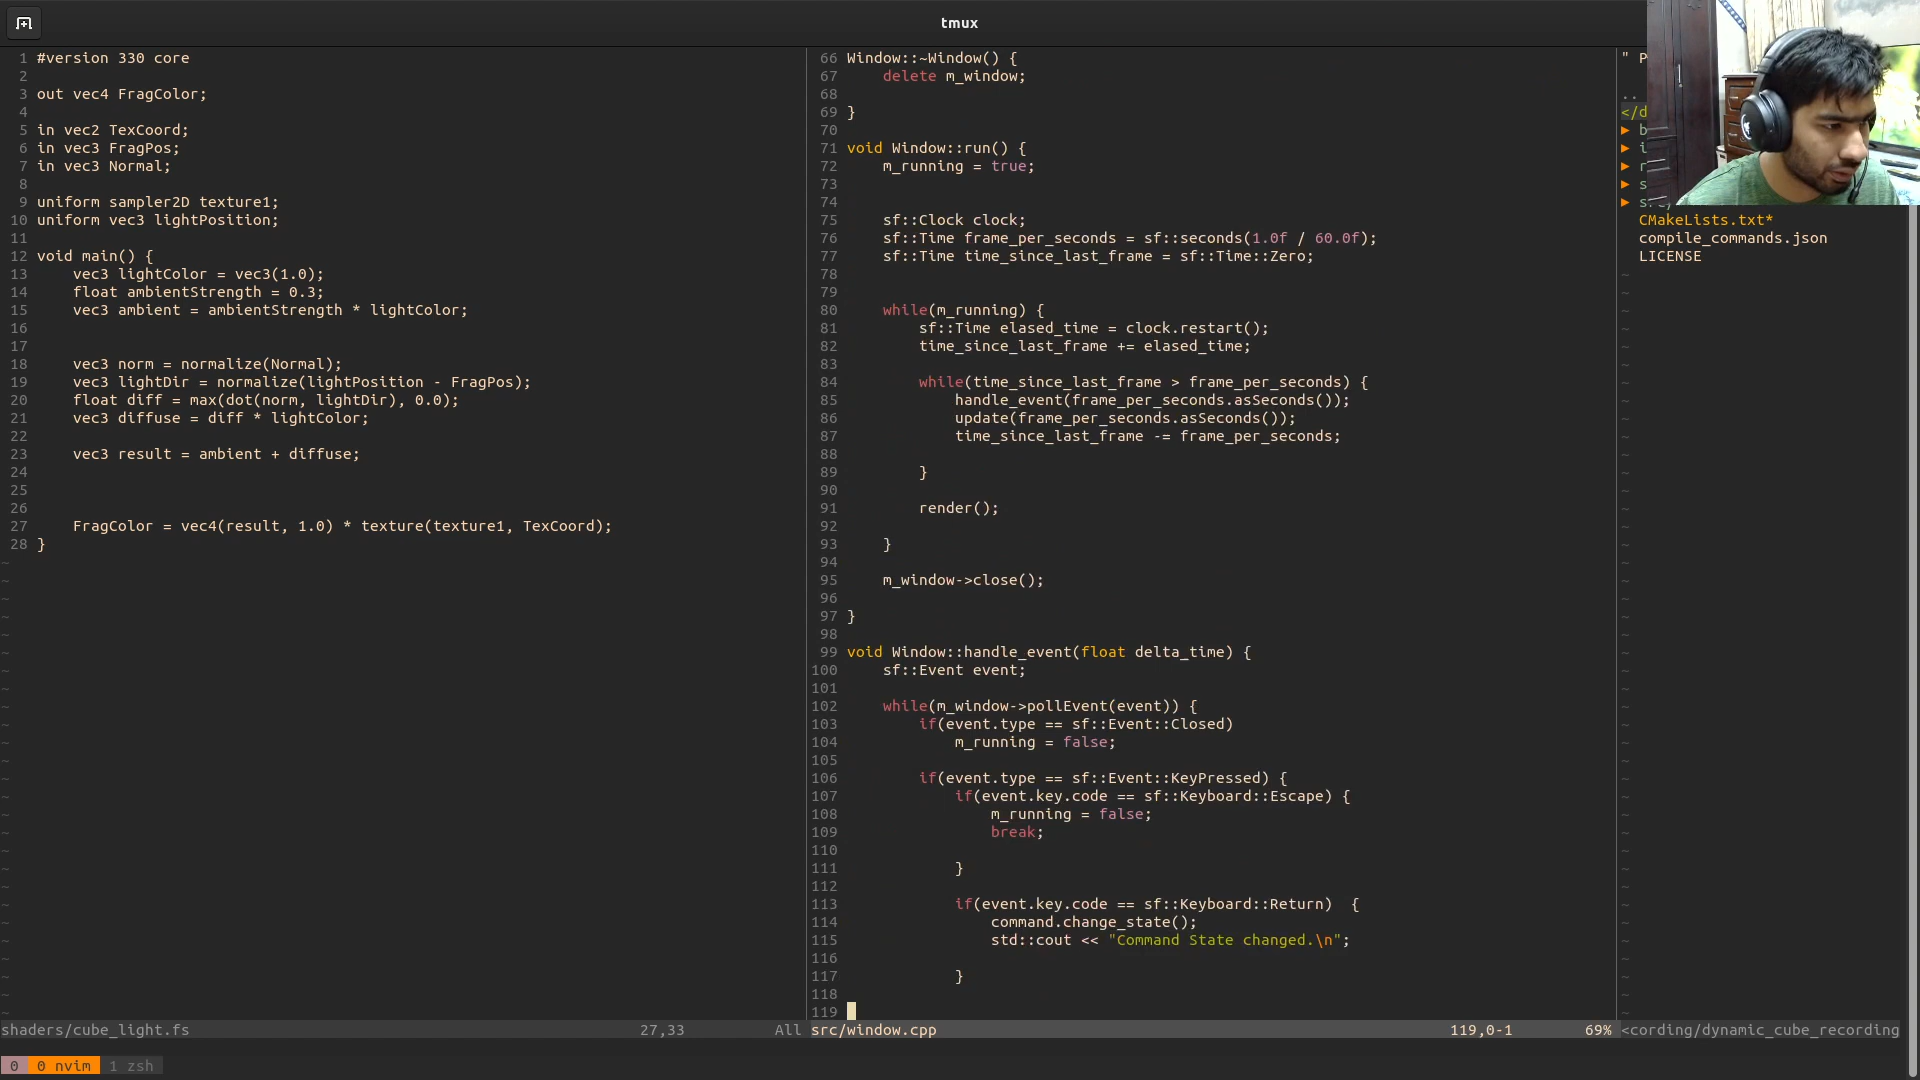 tmux
1 #version 330 core
2
3 out vec4 FragColor;
4
5 in vec2 TexCoord;
6 in vec3 FragPos;
7 in vec3 Normal;
8
9 uniform sampler2D texture1;
10 uniform vec3 lightPosition;
11
12 void main() {
13 vec3 lightColor = vec3(1.0);
14 float ambientStrength = 0.3;
15 vec3 ambient = ambientStrength * lightColor;
16
17
18 vec3 norm = normalize(Normal);
19 vec3 lightDir = normalize(lightPosition - FragPos);
20 float diff = max(dot(norm, lightDir), 0.0);
21 vec3 diffuse = diff * lightColor;
22
23 vec3 result = ambient + diffuse;
24
25
26
27 FragColor = vec4(result, 1.0) * texture(texture1, TexCoord);
28 }
66 Window::~Window() {
67 delete m_window;
68
69 }
70
71 void Window::run() {
72 m_running = true;
73
74
75 sf::Clock clock;
76 sf::Time frame_per_seconds = sf::seconds(1.0f / 60.0f);
77 sf::Time time_since_last_frame = sf::Time::Zero;
78
79
80 while(m_running) {
81 sf::Time elased_time = clock.restart();
82 time_since_last_frame += elased_time;
83
84 while(time_since_last_frame > frame_per_seconds) {
85 handle_event(frame_per_seconds.asSeconds());
86 update(frame_per_seconds.asSeconds());
87 time_since_last_frame -= frame_per_seconds;
88
89 }
90
91 render();
92
93 }
94
95 m_window->close();
96
97 }
98
99 void Window::handle_event(float delta_time) {
100 sf::Event event;
101
102 while(m_window->pollEvent(event)) {
103 if(event.type == sf::Event::Closed)
104 m_running = false;
105
106 if(event.type == sf::Event::KeyPressed) {
107 if(event.key.code == sf::Keyboard::Escape) {
108 m_running = false;
109 break;
110
111 }
112
113 if(event.key.code == sf::Keyboard::Return)  {
114 command.change_state();
115 std::cout << "Command State changed.\n";
116
117 }
118
119
" P
..
</d
▸ b
▸ i
▸ r
▸ s
▸
CMakeLists.txt*
compile_commands.json
LICENSE
shaders/cube_light.fs 27,33 All
src/window.cpp 119,0-1 69%
<cording/dynamic_cube_recording
0 0 nvim 1 zsh